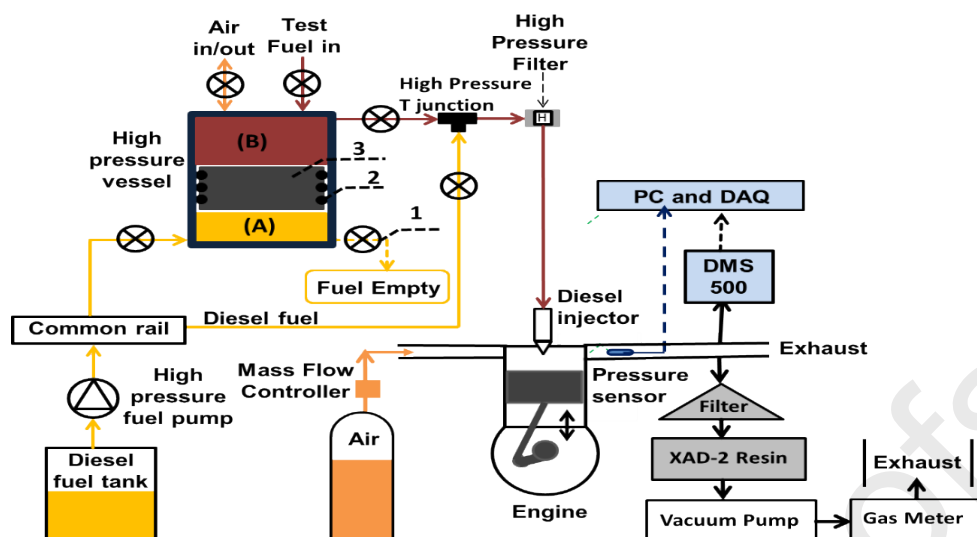 Air
in/out
Test
Fuel in
High
Pressure
Filter
High Pressure
T junction
H
High
pressure
vessel
(B)
3
2
(A)
1
Fuel Empty
PC and DAQ
DMS
500
Common rail
Diesel fuel
Diesel
injector
Exhaust
High
pressure
fuel pump
Mass Flow
Controller
Pressure
sensor
Filter
Air
Diesel
fuel tank
XAD-2 Resin
Exhaust
Engine
Vacuum Pump
Gas Meter